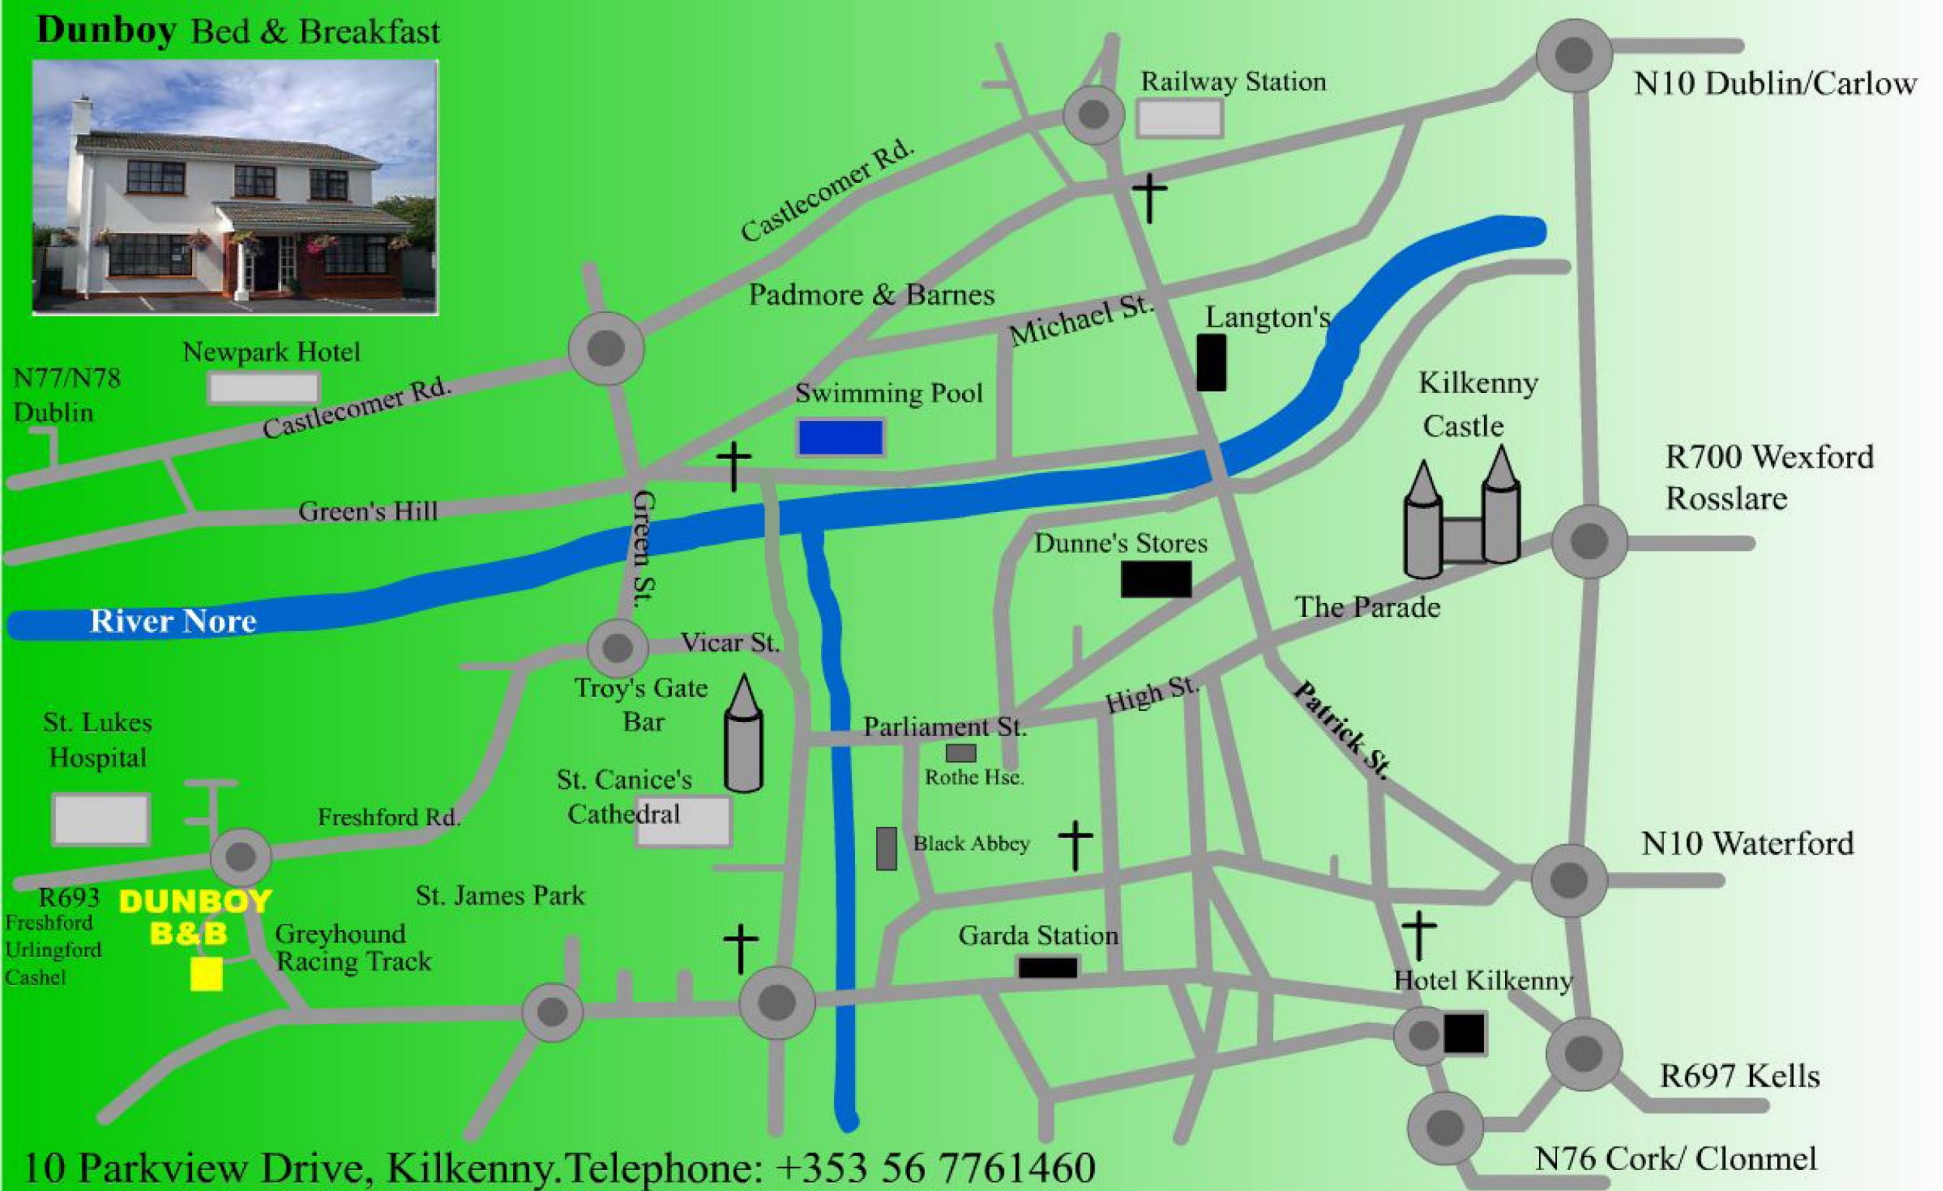 Dunboy Bed & Breakfast
Railway Station
N10 Dublin/Carlow
Castlecomer Rd.
Padmore & Barnes
Michael St.
Langton's
Newpark Hotel
N77/N78
Dublin
Castlecomer Rd.
Swimming Pool
Kilkenny
Castle
R700 Wexford
Rosslare
Green's Hill
Green St.
Dunne's Stores
The Parade
River Nore
Vicar St.
Troy's Gate
Bar
High St.
Patrick St.
Parliament St.
Rothe Hse.
St. Lukes
Hospital
St. Canice's
Cathedral
Freshford Rd.
Black Abbey
N10 Waterford
R693
Freshford
Urlingford
Cashel
DUNBOY
B&B
St. James Park
Greyhound
Racing Track
Garda Station
Hotel Kilkenny
R697 Kells
N76 Cork/ Clonmel
10 Parkview Drive, Kilkenny.Telephone: +353 56 7761460